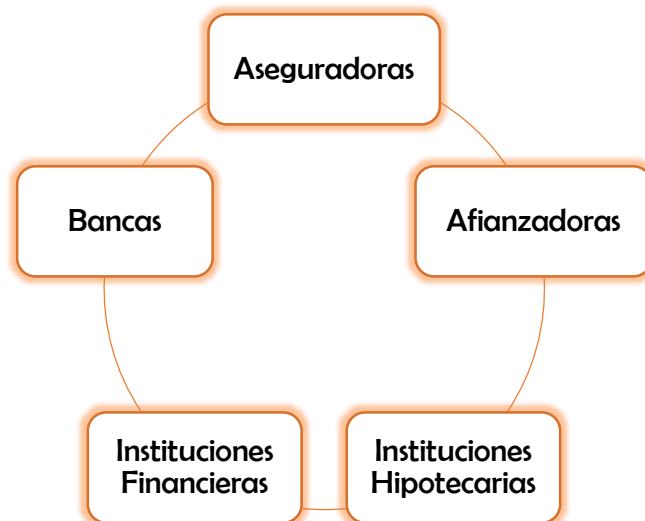 Aseguradoras
Bancas
Afianzadoras
Instituciones
Financieras
Instituciones
Hipotecarias